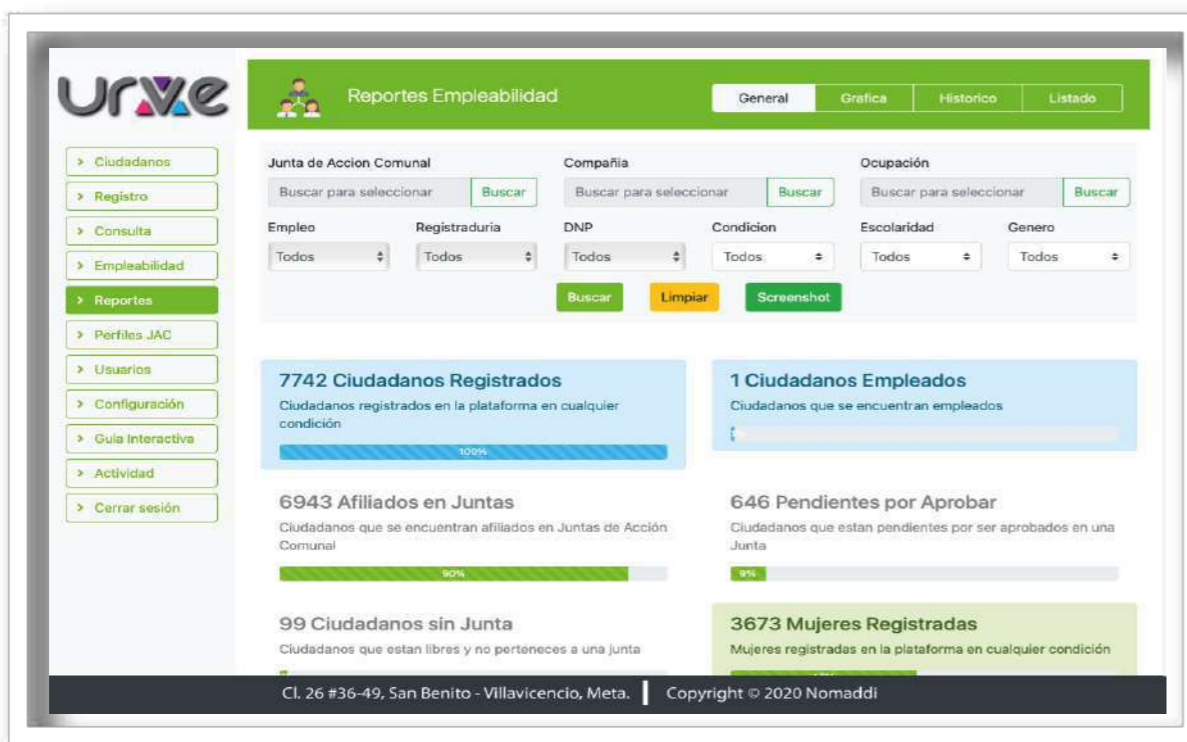 urve
Reportes Empleabilidad
General
Grafica
Historico
Listado
> Ciudadanos
> Registro
> Consulta
> Empleabilidad
> Reportes
> Perfiles JAC
> Usuarios
> Configuración
> Guia Interactiva
> Actividad
> Cerrar sesión
Junta de Accion Comunal
Buscar para seleccionar
Buscar
Compañia
Buscar para seleccionar
Buscar
Ocupación
Buscar para seleccionar
Buscar
Empleo
Todos
Registraduria
Todos
DNP
Todos
Condicion
Todos
Escolaridad
Todos
Genero
Todos
Buscar
Limpiar
Screenshot
7742 Ciudadanos Registrados
Ciudadanos registrados en la plataforma en cualquier
condición
100%
1 Ciudadanos Empleados
Ciudadanos que se encuentran empleados
6943 Afiliados en Juntas
Ciudadanos que se encuentran afiliados en Juntas de Acción
Comunal
90%
646 Pendientes por Aprobar
Ciudadanos que estan pendientes por ser aprobados en una
Junta
9%
99 Ciudadanos sin Junta
Ciudadanos que estan libres y no perteneces a una junta
3673 Mujeres Registradas
Mujeres registradas en la plataforma en cualquier condición
Cl. 26 #36-49, San Benito - Villavicencio, Meta.
Copyright © 2020 Nomaddi